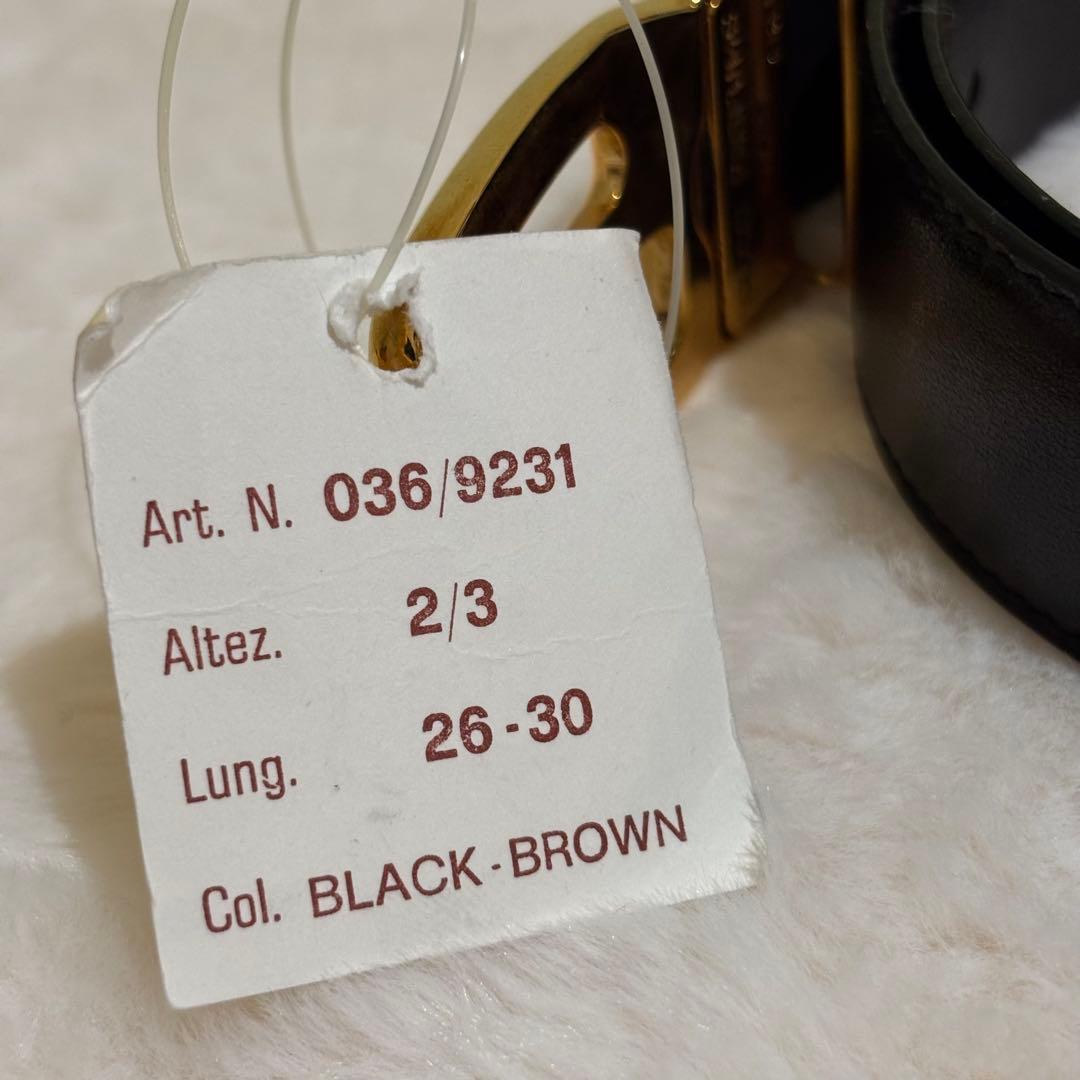 Art. N. 036/9231
Altez. 2/3
Lung. 26-30
Col. BLACK-BROWN